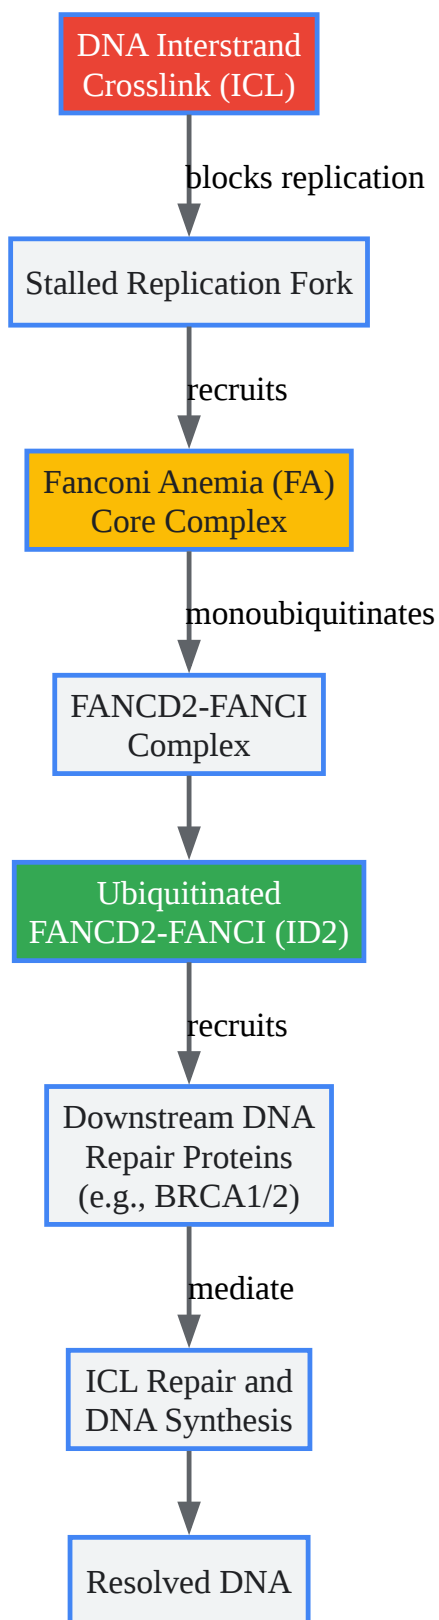 DNA Interstrand
Crosslink (ICL)
blocks replication
Stalled Replication Fork
recruits
Fanconi Anemia (FA)
Core Complex
monoubiquitinates
FANCD2-FANCI
Complex
Ubiquitinated
FANCD2-FANCI (ID2)
recruits
Downstream DNA
Repair Proteins
(e.g., BRCA1/2)
mediate
ICL Repair and
DNA Synthesis
Resolved DNA